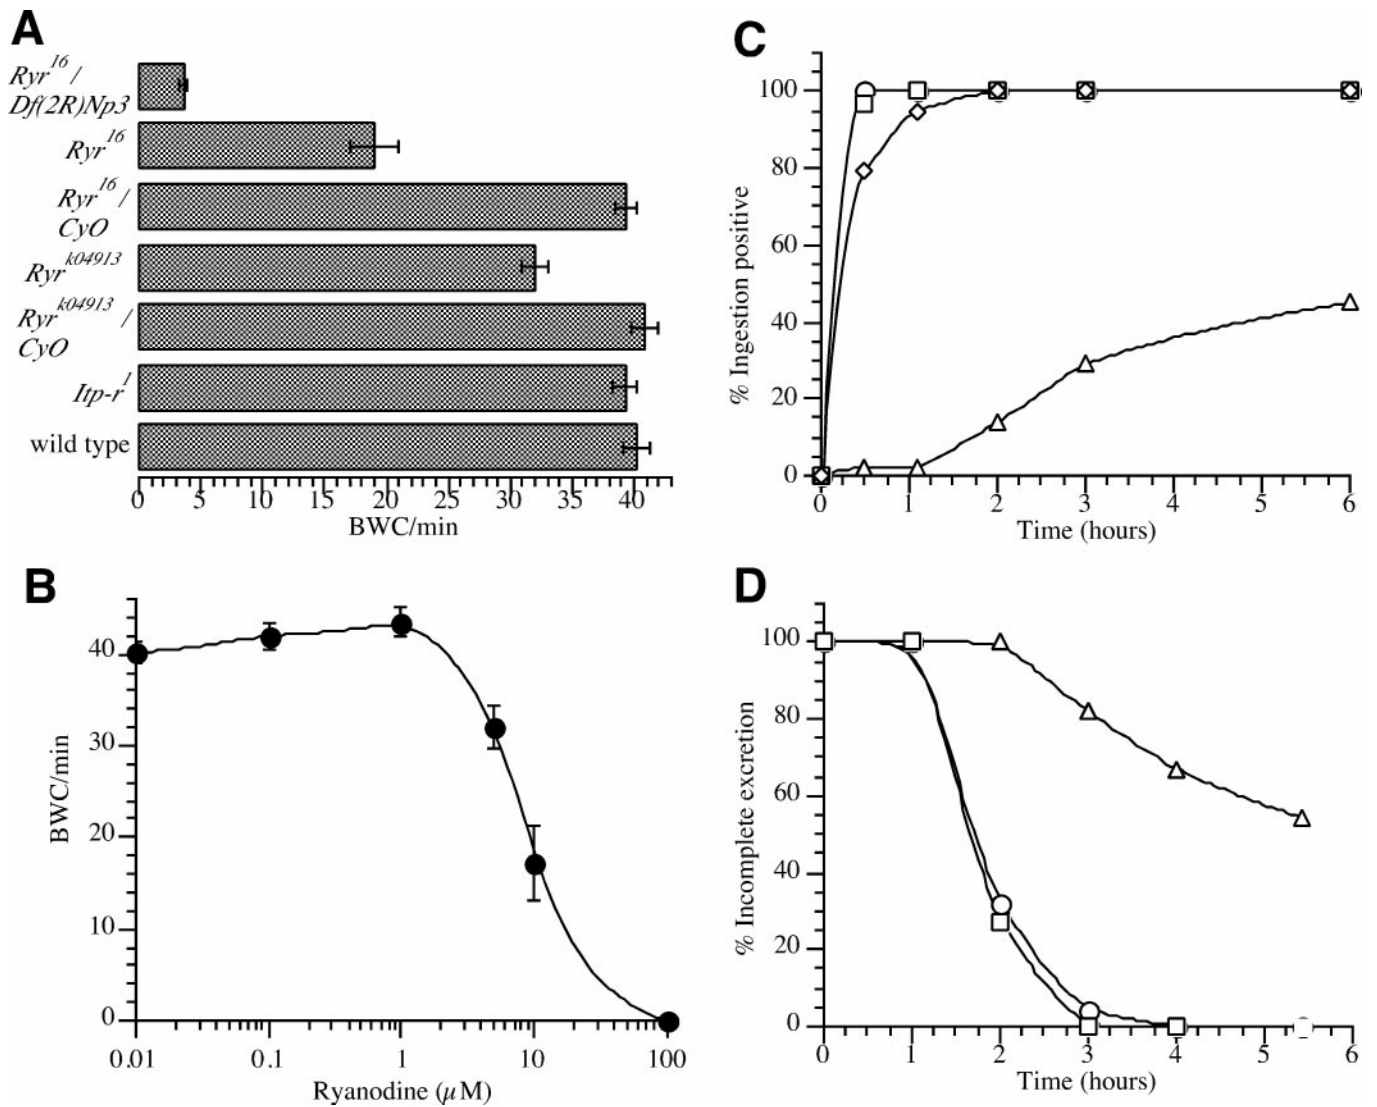 A
Ryr16/
Df(2R)Np3
Ryr16
Ryr16/
CyO
Ryrk04913
Ryrk04913/
CyO
Itp-r1
wild type
0 5 10 15 20 25 30 35 40
BWC/min
B
40
30
20
10
0
BWC/min
0.01 0.1 1 10 100
Ryanodine (μM)
C
100
80
60
40
20
0
% Ingestion positive
0 1 2 3 4 5 6
Time (hours)
D
100
80
60
40
20
0
% Incomplete excretion
0 1 2 3 4 5 6
Time (hours)